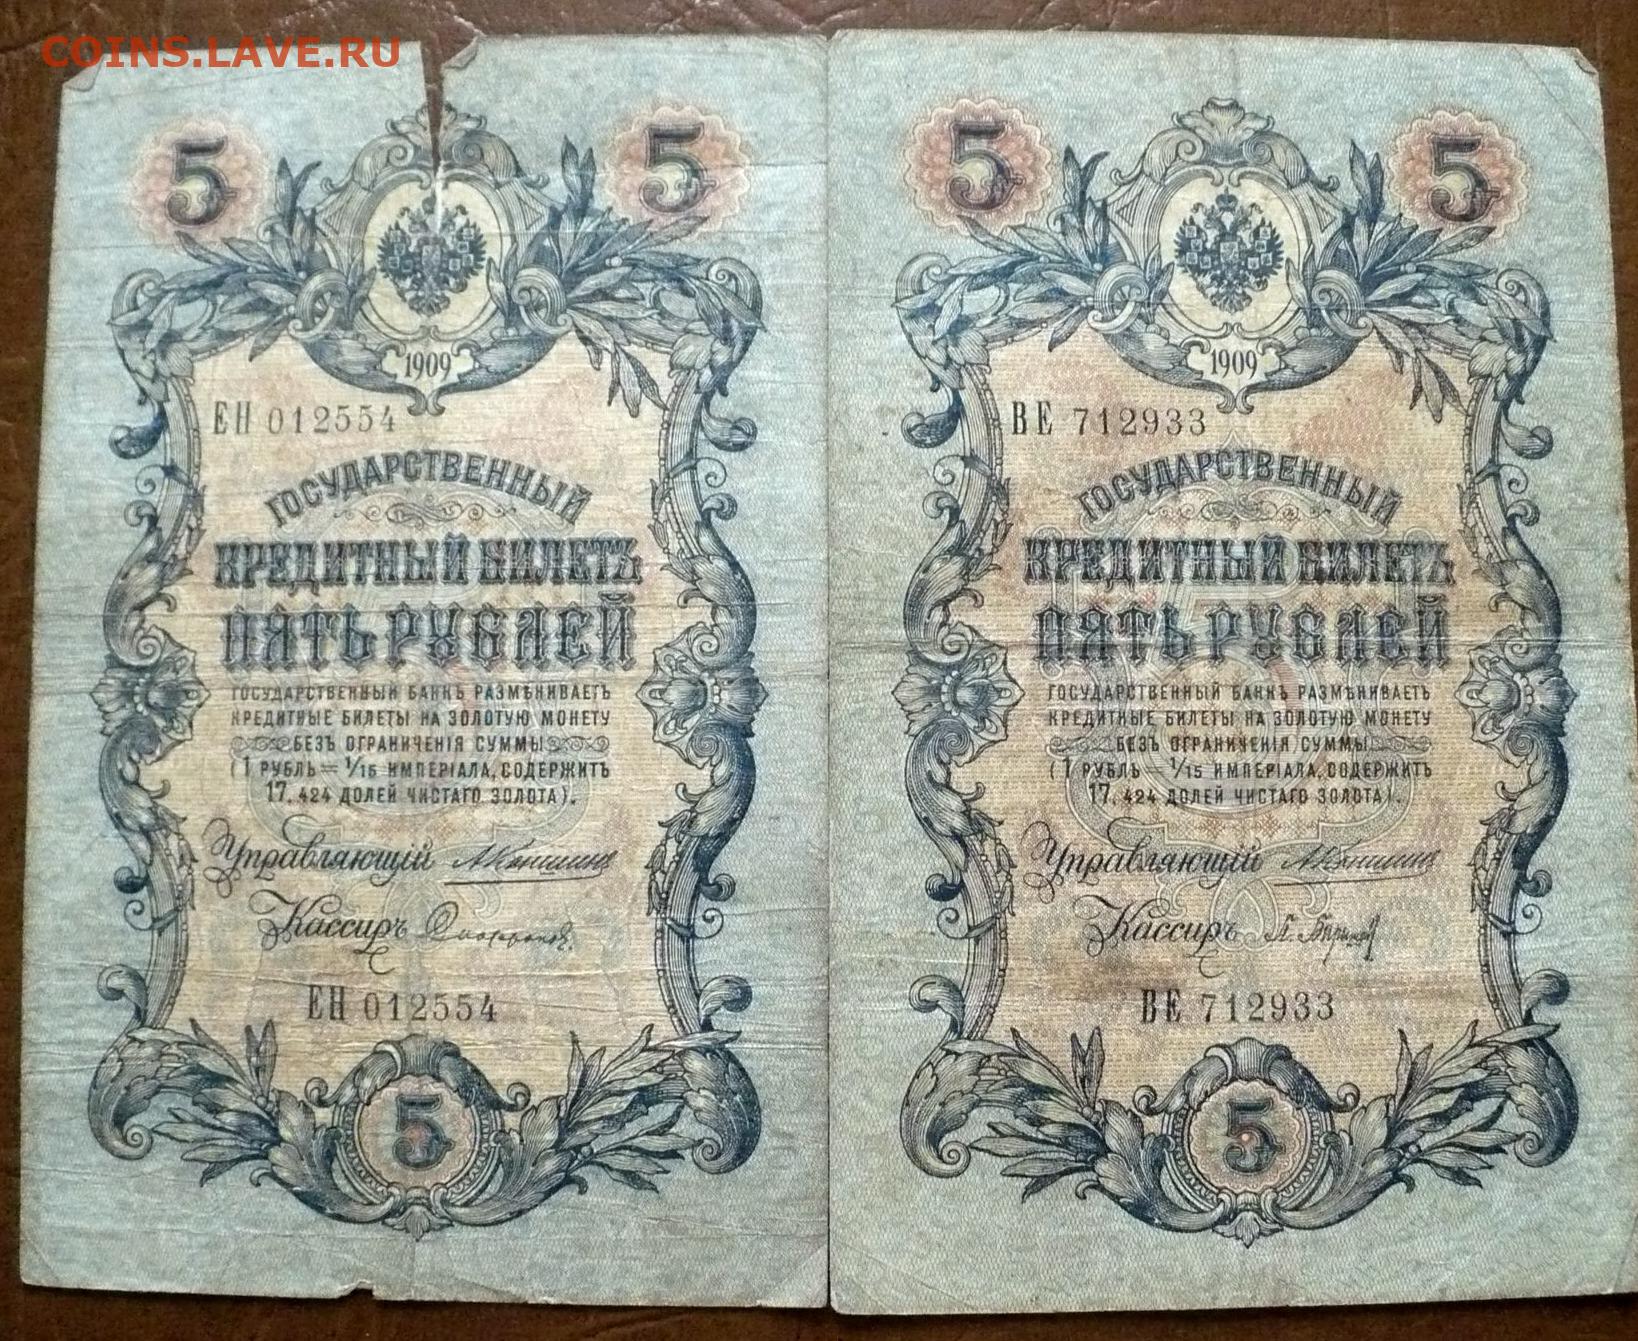 COINS.LAVE.RU
5 5
1909
ЕН 012554
ГОСУДАРСТВЕННЫЙ
КРЕДИТНЫЙ БИЛЕТЪ
ПЯТЬ РУБЛЕЙ
ГОСУДАРСТВЕННЫЙ БАНКЪ РАЗМѢНИВАЕТЪ
КРЕДИТНЫЕ БИЛЕТЫ НА ЗОЛОТУЮ МОНЕТУ
БЕЗЪ ОГРАНИЧЕНІЯ СУММЫ
(1 РУБЛЬ = 1/15 ИМПЕРІАЛА, СОДЕРЖИТЪ
17,424 ДОЛЕЙ ЧИСТАГО ЗОЛОТА).
Управляющій
Кассиръ
ЕН 012554
5
5 5
1909
ВЕ 712933
ГОСУДАРСТВЕННЫЙ
КРЕДИТНЫЙ БИЛЕТЪ
ПЯТЬ РУБЛЕЙ
ГОСУДАРСТВЕННЫЙ БАНКЪ РАЗМѢНИВАЕТЪ
КРЕДИТНЫЕ БИЛЕТЫ НА ЗОЛОТУЮ МОНЕТУ
БЕЗЪ ОГРАНИЧЕНІЯ СУММЫ
(1 РУБЛЬ = 1/15 ИМПЕРІАЛА, СОДЕРЖИТЪ
17,424 ДОЛЕЙ ЧИСТАГО ЗОЛОТА).
Управляющій
Кассиръ
ВЕ 712933
5